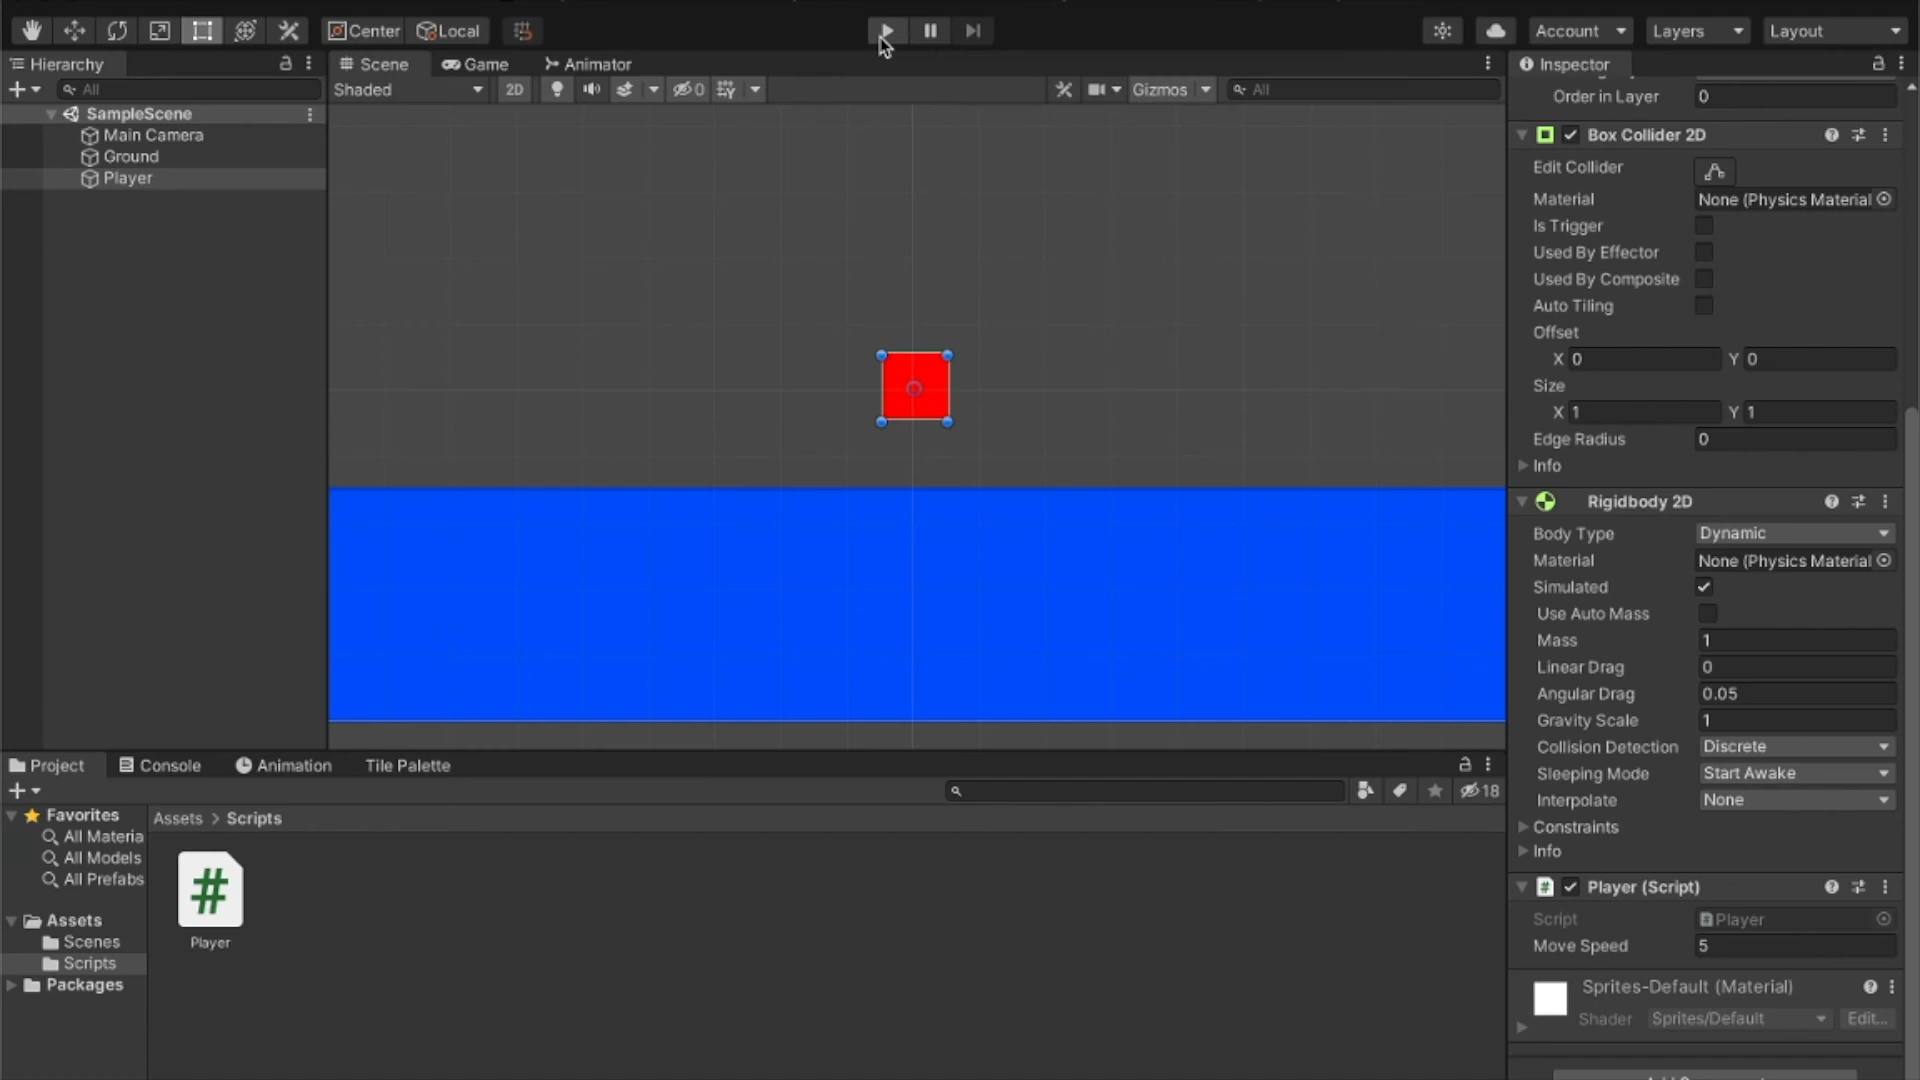 Center Local Account Layers Layout
Hierarchy
All
SampleScene
Main Camera
Ground
Player
Scene Game Animator
Shaded 2D 0 Gizmos All
Inspector
Order in Layer 0
Box Collider 2D
Edit Collider
Material None (Physics Material
Is Trigger
Used By Effector
Used By Composite
Auto Tiling
Offset
X 0 Y 0
Size
X 1 Y 1
Edge Radius 0
Info
Rigidbody 2D
Body Type Dynamic
Material None (Physics Material
Simulated
Use Auto Mass
Mass 1
Linear Drag 0
Angular Drag 0.05
Gravity Scale 1
Collision Detection Discrete
Sleeping Mode Start Awake
Interpolate None
Constraints
Info
Player (Script)
Script Player
Move Speed 5
Sprites-Default (Material)
Shader Sprites/Default Edit...
Project Console Animation Tile Palette
18
Favorites
All Materia
All Models
All Prefabs
Assets
Scenes
Scripts
Packages
Assets > Scripts
#
Player